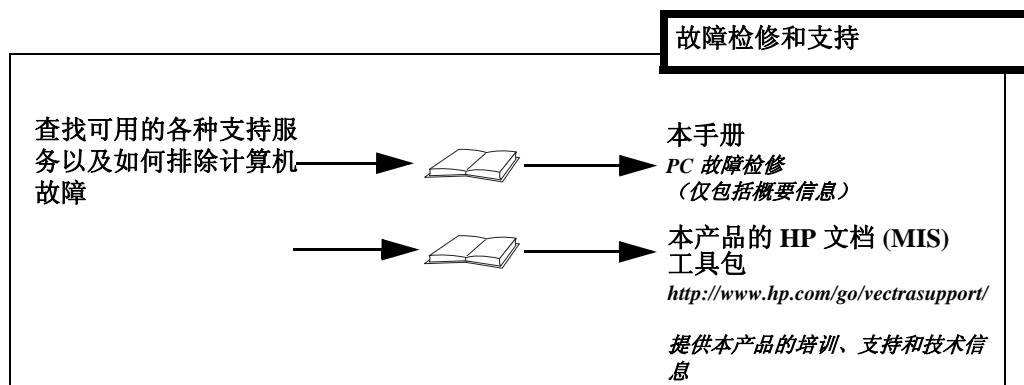 故障检修和支持
查找可用的各种支持服
务以及如何排除计算机
故障
本手册
PC 故障检修
（仅包括概要信息）
本产品的 HP 文档 (MIS)
工具包
http://www.hp.com/go/vectrasupport/
提供本产品的培训、支持和技术信
息